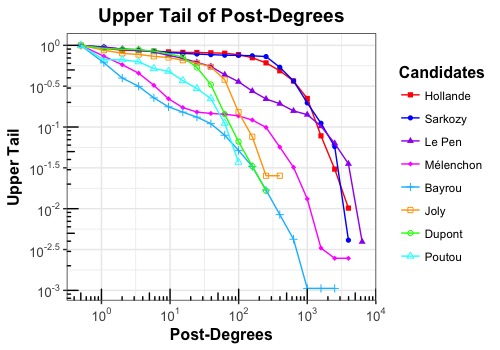 Upper Tail of Post-Degrees
Upper Tail
10^0
10^-0.5
10^-1
10^-1.5
10^-2
10^-2.5
10^-3
10^0 10^1 10^2 10^3 10^4
Post-Degrees
Candidates
Hollande
Sarkozy
Le Pen
Mélenchon
Bayrou
Joly
Dupont
Poutou